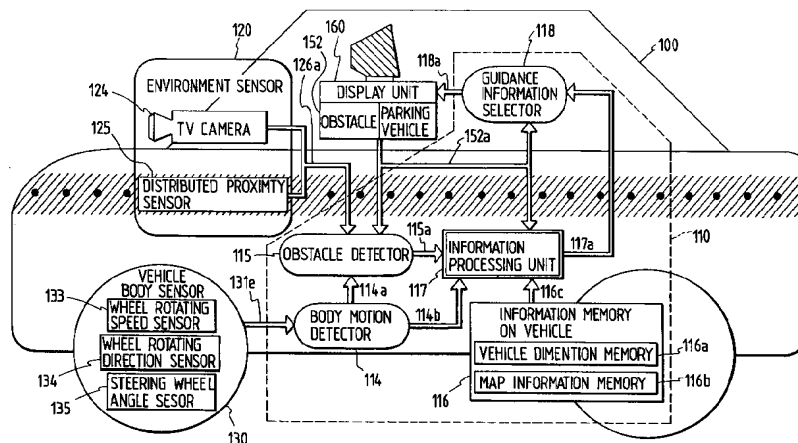 120
160
152
126a
118a
118
100
ENVIRONMENT SENSOR
124
TV CAMERA
DISPLAY UNIT
OBSTACLE
PARKING
VEHICLE
GUIDANCE
INFORMATION
SELECTOR
125
152a
DISTRIBUTED PROXIMTY
SENSOR
115
OBSTACLE DETECTOR
115a
INFORMATION
PROCESSING UNIT
117
117a
110
VEHICLE
BODY SENSOR
133
WHEEL ROTATING
SPEED SENSOR
131e
114a
BODY MOTION
DETECTOR
114b
116c
114
WHEEL ROTATING
DIRECTION SENSOR
134
STEERING WHEEL
ANGLE SESOR
135
130
INFORMATION MEMORY
ON VEHICLE
VEHICLE DIMENTION MEMORY
116a
MAP INFORMATION MEMORY
116b
116